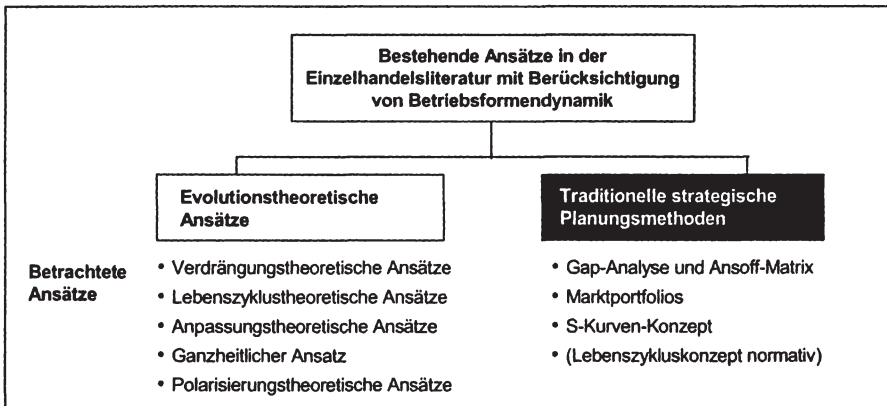 Bestehende Ansätze in der
Einzelhandelsliteratur mit Berücksichtigung
von Betriebsformendynamik
Evolutionstheoretische
Ansätze
Traditionelle strategische
Planungsmethoden
Betrachtete
Ansätze
• Verdrängungstheoretische Ansätze
• Lebenszyklustheoretische Ansätze
• Anpassungstheoretische Ansätze
• Ganzheitlicher Ansatz
• Polarisierungstheoretische Ansätze
• Gap-Analyse und Ansoff-Matrix
• Marktportfolios
• S-Kurven-Konzept
• (Lebenszykluskonzept normativ)